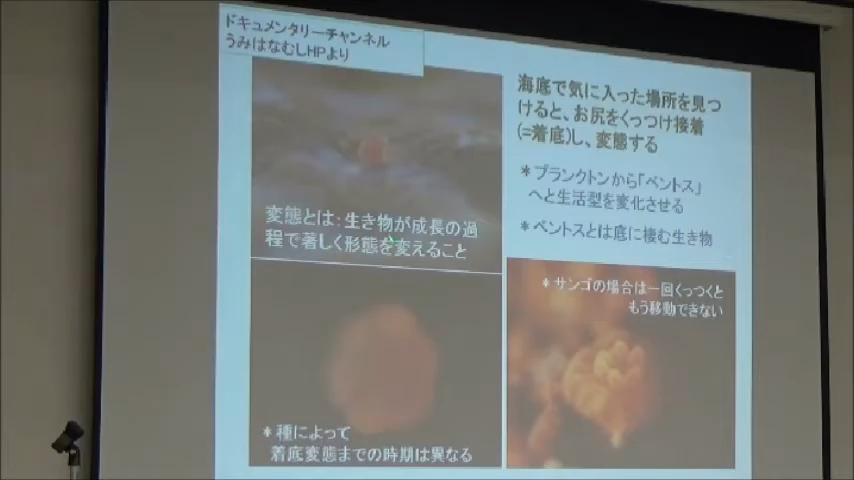 ドキュメンタリーチャンネル
うみはなむしHPより
海底で気に入った場所を見つ
けると、お尻をくっつけ接着
(=着底)し、変態する
*プランクトンから「ベントス」
へと生活型を変化させる
*ベントスとは底に棲む生き物
変態とは:生き物が成長の過
程で著しく形態を変えること
*サンゴの場合は一回くっつくと
もう移動できない
*種によって
着底変態までの時期は異なる